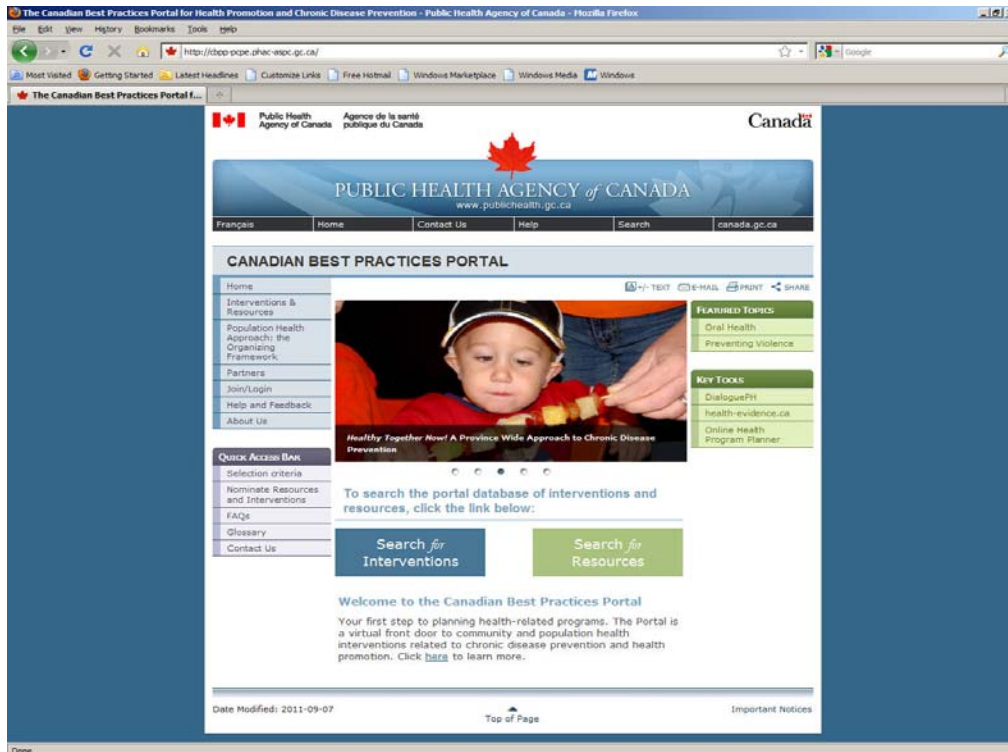 The Canadian Best Practices Portal for Health Promotion and Chronic Disease Prevention - Public Health Agency of Canada - Mozilla Firefox
File Edit View History Bookmarks Tools Help
http://cbpp-pcpe.phac-aspc.gc.ca/
Google
Most Visited Getting Started Latest Headlines Customize Links Free Hotmail Windows Marketplace Windows Media Windows
The Canadian Best Practices Portal f...
Public Health Agence de la santé
Agency of Canada publique du Canada
Canada
PUBLIC HEALTH AGENCY of CANADA
www.publichealth.gc.ca
Français Home Contact Us Help Search canada.gc.ca
CANADIAN BEST PRACTICES PORTAL
+/- TEXT E-MAIL PRINT SHARE
Home
Interventions &
Resources
Population Health
Approach: the
Organizing
Framework
Partners
Join/Login
Help and Feedback
About Us
QUICK ACCESS BAR
Selection criteria
Nominate Resources
and Interventions
FAQs
Glossary
Contact Us
Healthy Together Now! A Province Wide Approach to Chronic Disease
Prevention
To search the portal database of interventions and
resources, click the link
below:
Search for
Interventions
Search for
Resources
Welcome to the Canadian Best Practices Portal
Your first step to planning health-related programs. The Portal is
a virtual front door to community and population health
interventions related to chronic disease prevention and health
promotion. Click here to learn more.
FEATURED TOPICS
Oral Health
Preventing Violence
KEY TOOLS
DialoguePH
health-evidence.ca
Online Health
Program Planner
Date Modified: 2011-09-07
Top of Page
Important Notices
Done